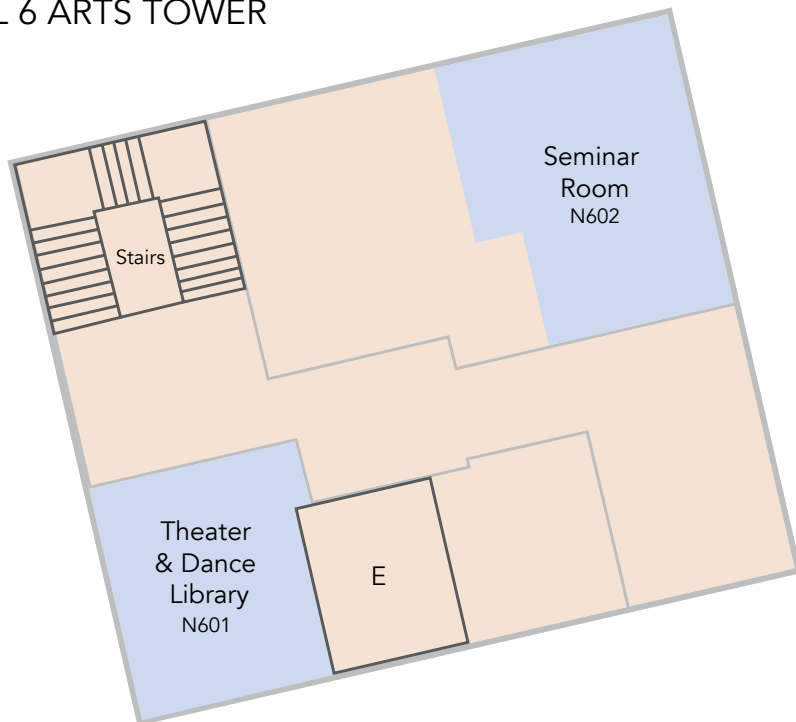 6 ARTS TOWER
Seminar
Room
N602
Stairs
Theater
& Dance
Library
N601
E